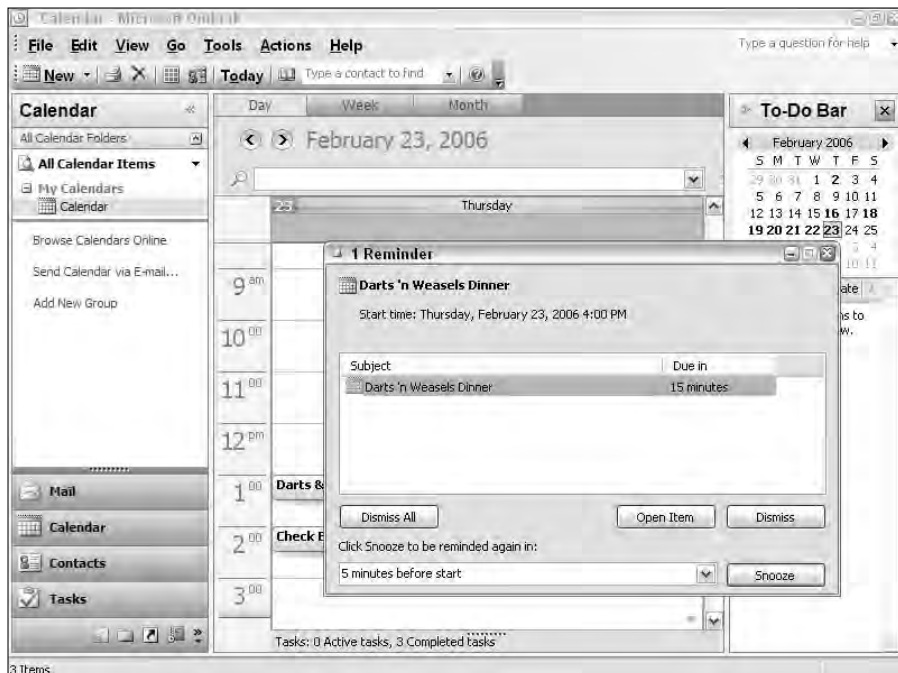 Calendar - Microsoft Outlook
File Edit View Go Tools Actions Help
Type a question for help
New Today Type a contact to find
Calendar
All Calendar Folders
All Calendar Items
My Calendars
Calendar
Browse Calendars Online
Send Calendar via E-mail...
Add New Group
Mail
Calendar
Contacts
Tasks
3 Items
Day Week Month
February 23, 2006
23 Thursday
9 am
10 00
11 00
12 pm
1 00 Darts &
2 00 Check
3 00
Tasks: 0 Active tasks, 3 Completed tasks
1 Reminder
Darts 'n Weasels Dinner
Start time: Thursday, February 23, 2006 4:00 PM
Subject Due in
Darts 'n Weasels Dinner 15 minutes
Dismiss All Open Item Dismiss
Click Snooze to be reminded again in:
5 minutes before start Snooze
To-Do Bar
February 2006
S M T W T F S
29 30 31 1 2 3 4
5 6 7 8 9 10 11
12 13 14 15 16 17 18
19 20 21 22 23 24 25
3 4
10 11